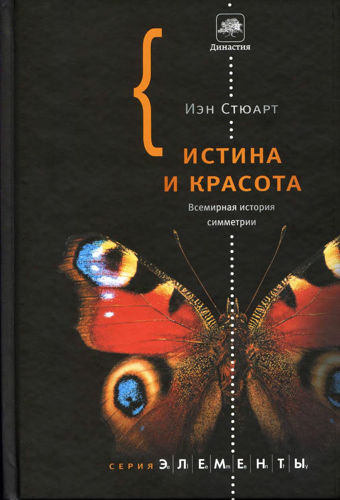 Династия
Иэн Стюарт
ИСТИНА
И КРАСОТА
Всемирная история
симметрии
СЕРИЯ ЭЛЕМЕНТЫ